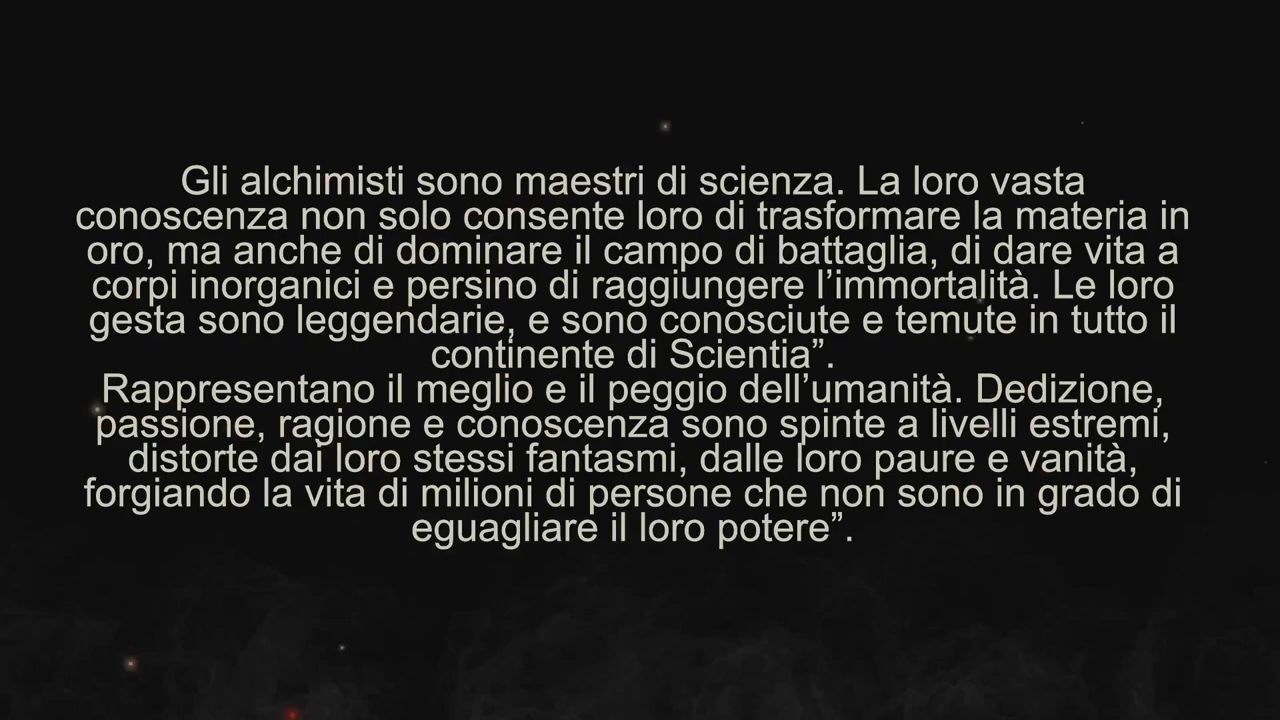 Gli alchimisti sono maestri di scienza. La loro vasta
conoscenza non solo consente loro di trasformare la materia in
oro, ma anche di dominare il campo di battaglia, di dare vita a
corpi inorganici e persino di raggiungere l’immortalità. Le loro
gesta sono leggendarie, e sono conosciute e temute in tutto il
continente di Scientia”.
Rappresentano il meglio e il peggio dell’umanità. Dedizione,
passione, ragione e conoscenza sono spinte a livelli estremi,
distorte dai loro stessi fantasmi, dalle loro paure e vanità,
forgiando la vita di milioni di persone che non sono in grado di
eguagliare il loro potere”.